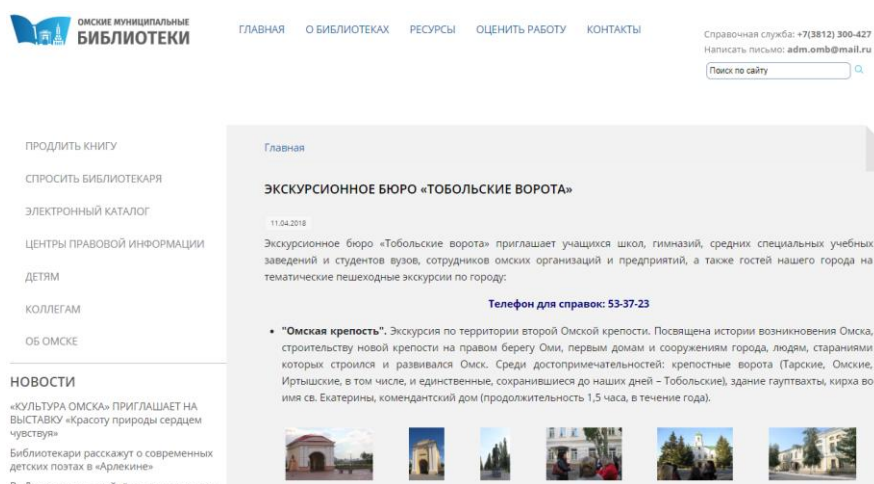 ОМСКИЕ МУНИЦИПАЛЬНЫЕ
БИБЛИОТЕКИ
ГЛАВНАЯ О БИБЛИОТЕКАХ РЕСУРСЫ ОЦЕНИТЬ РАБОТУ КОНТАКТЫ
Справочная служба: +7(3812) 300-427
Написать письмо: adm.omb@mail.ru
Поиск по сайту
ПРОДЛИТЬ КНИГУ
СПРОСИТЬ БИБЛИОТЕКАРЯ
ЭЛЕКТРОННЫЙ КАТАЛОГ
ЦЕНТРЫ ПРАВОВОЙ ИНФОРМАЦИИ
ДЕТЯМ
КОЛЛЕГАМ
ОБ ОМСКЕ
НОВОСТИ
«КУЛЬТУРА ОМСКА» ПРИГЛАШАЕТ НА
ВЫСТАВКУ «Красоту природы сердцем
чувствуя»
Библиотекари расскажут о современных
детских поэтах в «Арлекине»
Главная
ЭКСКУРСИОННОЕ БЮРО «ТОБОЛЬСКИЕ ВОРОТА»
11.04.2018
Экскурсионное бюро «Тобольские ворота» приглашает учащихся школ, гимназий, средних специальных учебных
заведений и студентов вузов, сотрудников омских организаций и предприятий, а также гостей нашего города на
тематические пешеходные экскурсии по городу:
Телефон для справок: 53-37-23
• "Омская крепость". Экскурсия по территории второй Омской крепости. Посвящена истории возникновения Омска,
строительству новой крепости на правом берегу Оми, первым домам и сооружениям города, людям, стараниями
которых строился и развивался Омск. Среди достопримечательностей: крепостные ворота (Тарские, Омские,
Иртышские, в том числе, и единственные, сохранившиеся до наших дней – Тобольские), здание гауптвахты, кирха во
имя св. Екатерины, комендантский дом (продолжительность 1,5 часа, в течение года).